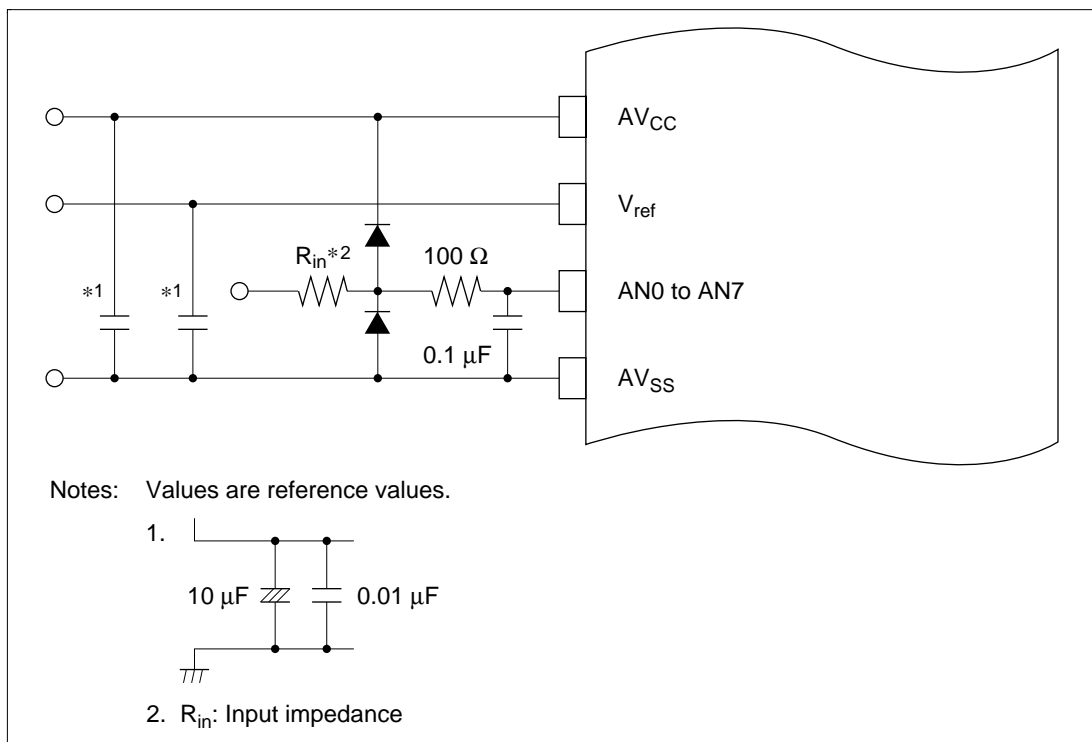 AVCC
Vref
Rin*2
100 Ω
*1
*1
AN0 to AN7
0.1 μF
AVSS
Notes: Values are reference values.
1.
10 μF
0.01 μF
2. Rin: Input impedance